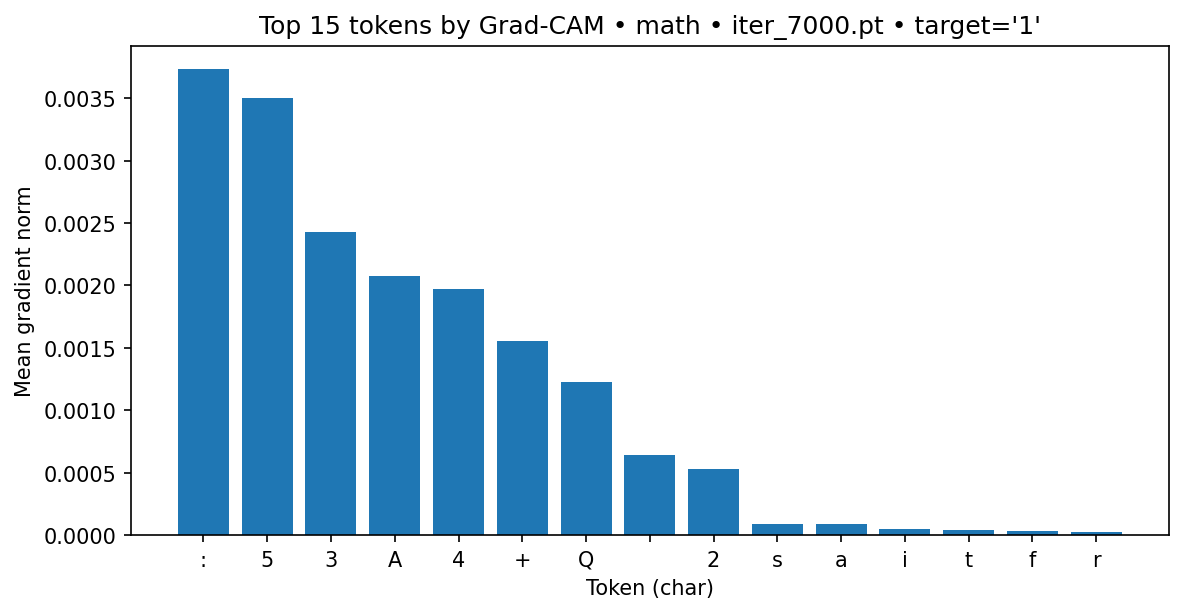 Top 15 tokens by Grad-CAM • math • iter_7000.pt • target='1'
Mean gradient norm
0.0035
0.0030
0.0025
0.0020
0.0015
0.0010
0.0005
0.0000
: 5 3 A 4 + Q 2 s a i t f r
Token (char)